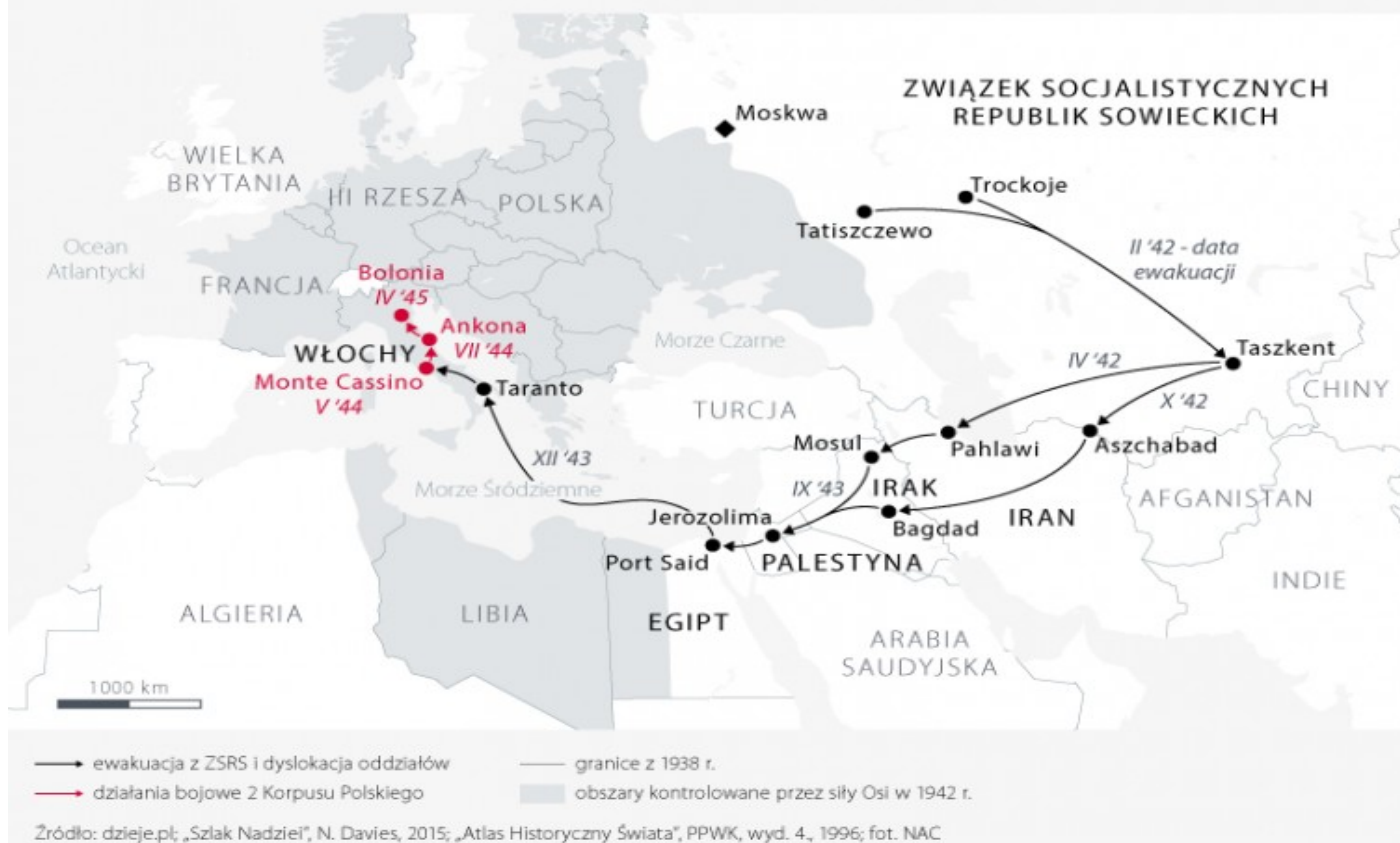 ZWIĄZEK SOCJALISTYCZNYCH
REPUBLIK SOWIECKICH
Moskwa
WIELKA
BRYTANIA
III RZESZA
POLSKA
Trockoje
Tatiszczewo
Ocean
Atlantycki
FRANCJA
II ‘42 - data
ewakuacji
Bolonia
IV ‘45
Ankona
VII ‘44
WŁOCHY
Monte Cassino
V ‘44
Taranto
Morze Czarne
TURCJA
IV ‘42
Taszkent
CHINY
X ‘42
Mosul
Pahlawi
Aszchabad
XII ‘43
Morze Śródziemne
IX ‘43
IRAK
Bagdad
IRAN
AFGANISTAN
Jerozolima
Port Said
PALESTYNA
INDIE
ALGIERIA
LIBIA
EGIPT
ARABIA
SAUDYJSKA
1000 km
ewakuacja z ZSRS i dyslokacja oddziałów
granice z 1938 r.
działania bojowe 2 Korpusu Polskiego
obszary kontrolowane przez siły Osi w 1942 r.
Źródło: dzieje.pl; „Szlak Nadziei”, N. Davies, 2015; „Atlas Historyczny Świata”, PPWK, wyd. 4., 1996; fot. NAC